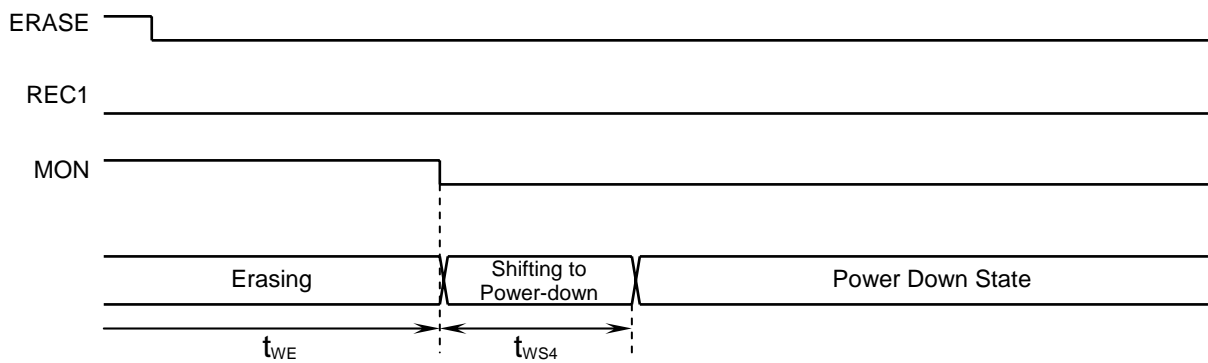 ERASE
REC1
MON
Erasing
Shifting to
Power-down
Power Down State
tWE
tWS4